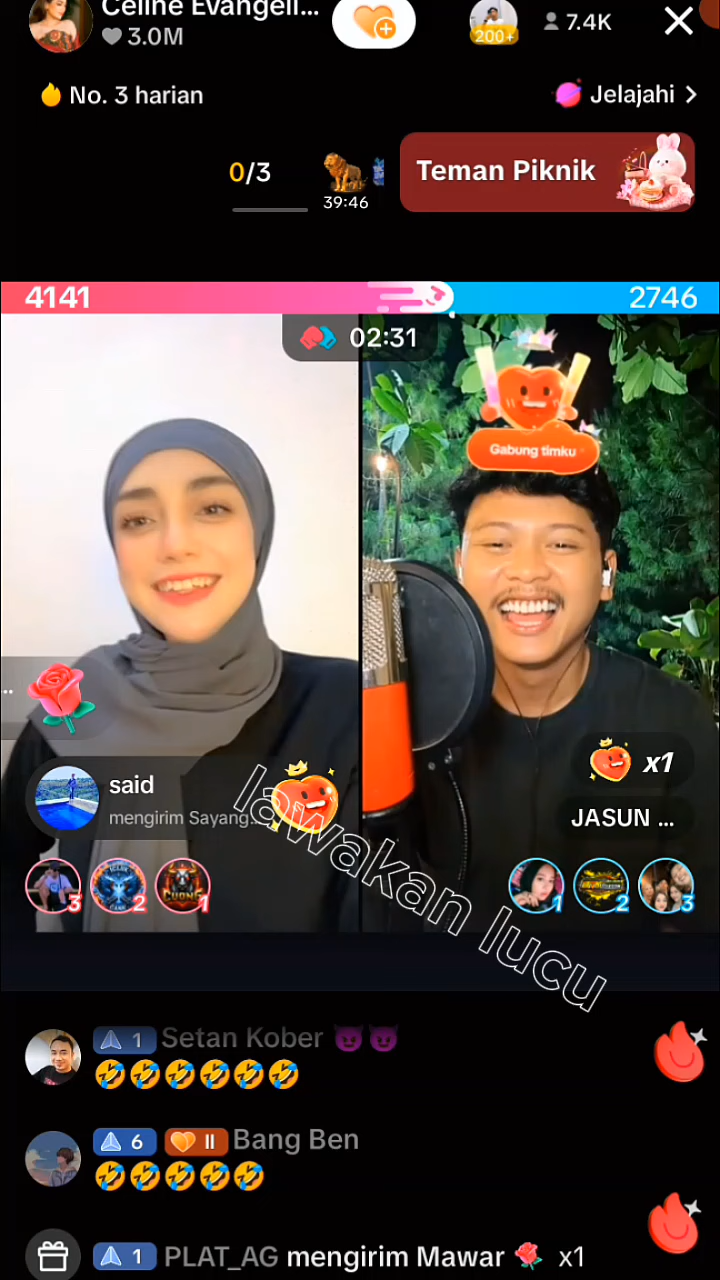 Celine Evangeli...
3.0M
200+
7.4K
No. 3 harian
Jelajahi >
0/3
39:46
Teman Piknik
4141
2746
02:31
Gabung timku
said
mengirim Sayang...
x1
JASUN ...
3
2
1
1
2
3
lawakan lucu
1 Setan Kober 😈😈
🤣🤣🤣🤣🤣🤣
6 II Bang Ben
🤣🤣🤣🤣🤣
1 PLAT_AG mengirim Mawar 🌹 x1